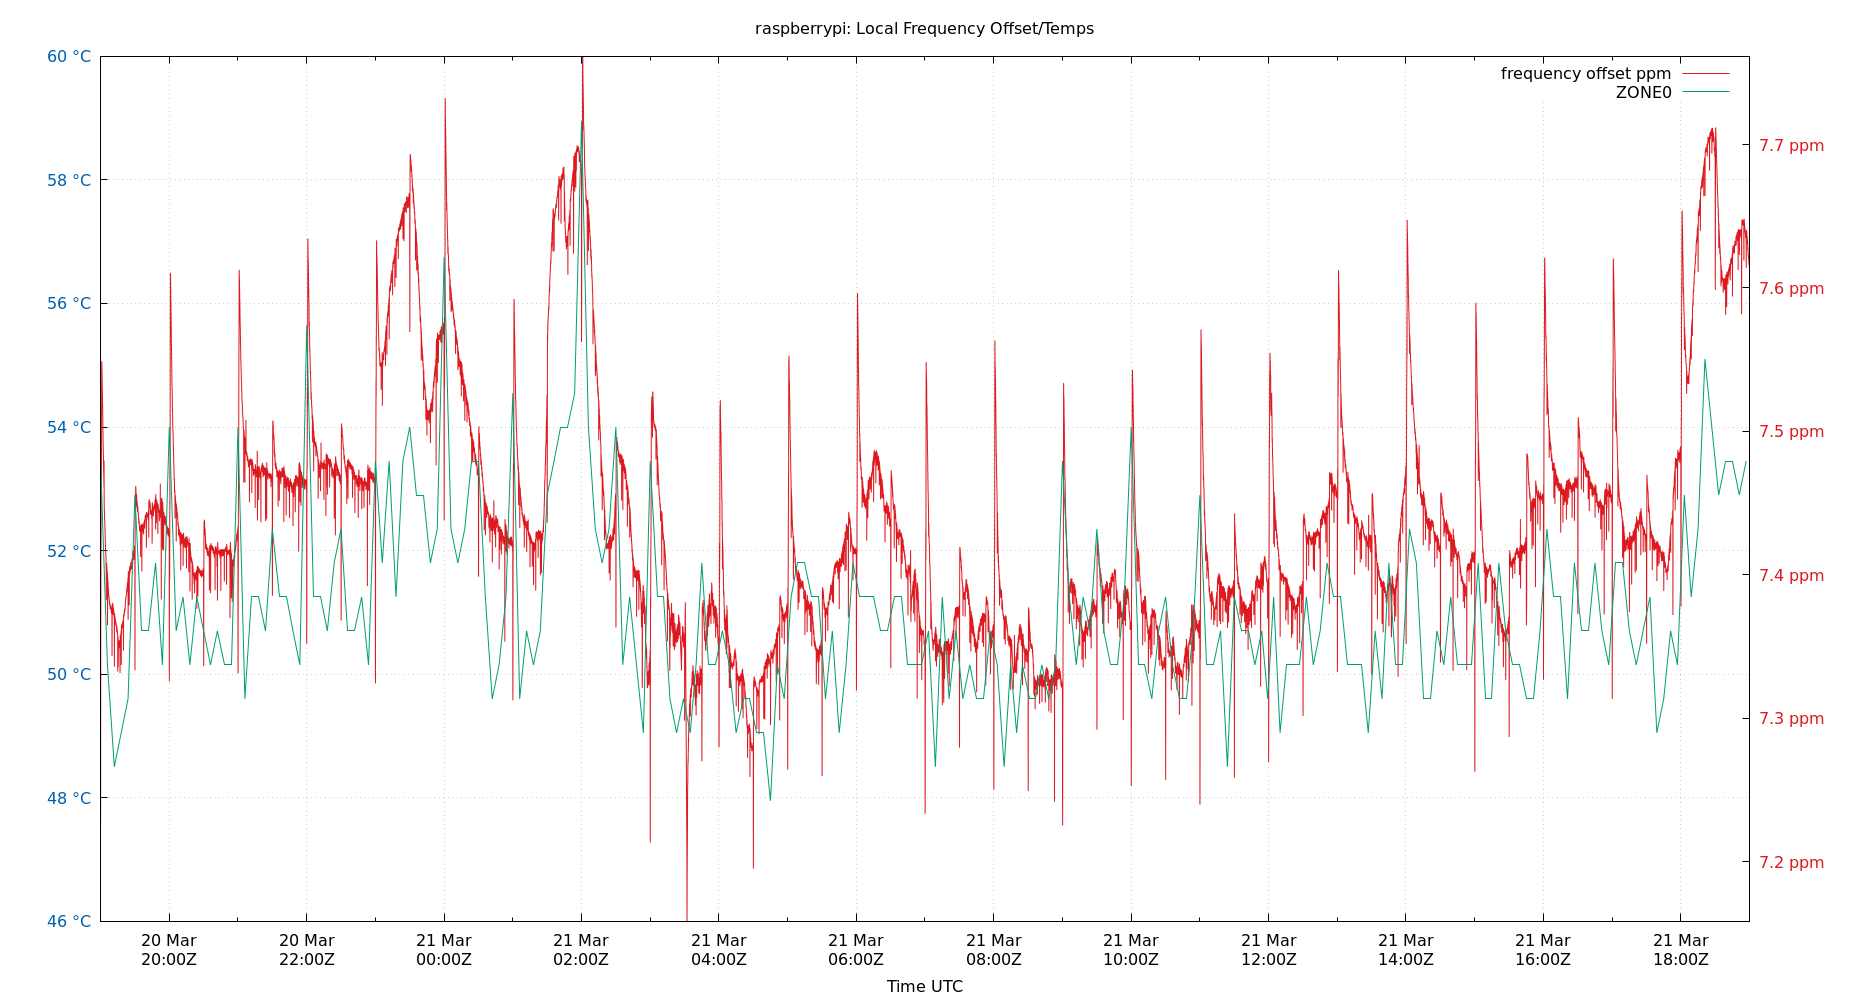 raspberrypi: Local Frequency Offset/Temps
frequency offset ppm
ZONE0
60 °C
58 °C
56 °C
54 °C
52 °C
50 °C
48 °C
46 °C
7.7 ppm
7.6 ppm
7.5 ppm
7.4 ppm
7.3 ppm
7.2 ppm
20 Mar 20 Mar 21 Mar 21 Mar 21 Mar 21 Mar 21 Mar 21 Mar 21 Mar 21 Mar 21 Mar 21 Mar
20:00Z 22:00Z 00:00Z 02:00Z 04:00Z 06:00Z 08:00Z 10:00Z 12:00Z 14:00Z 16:00Z 18:00Z
Time UTC